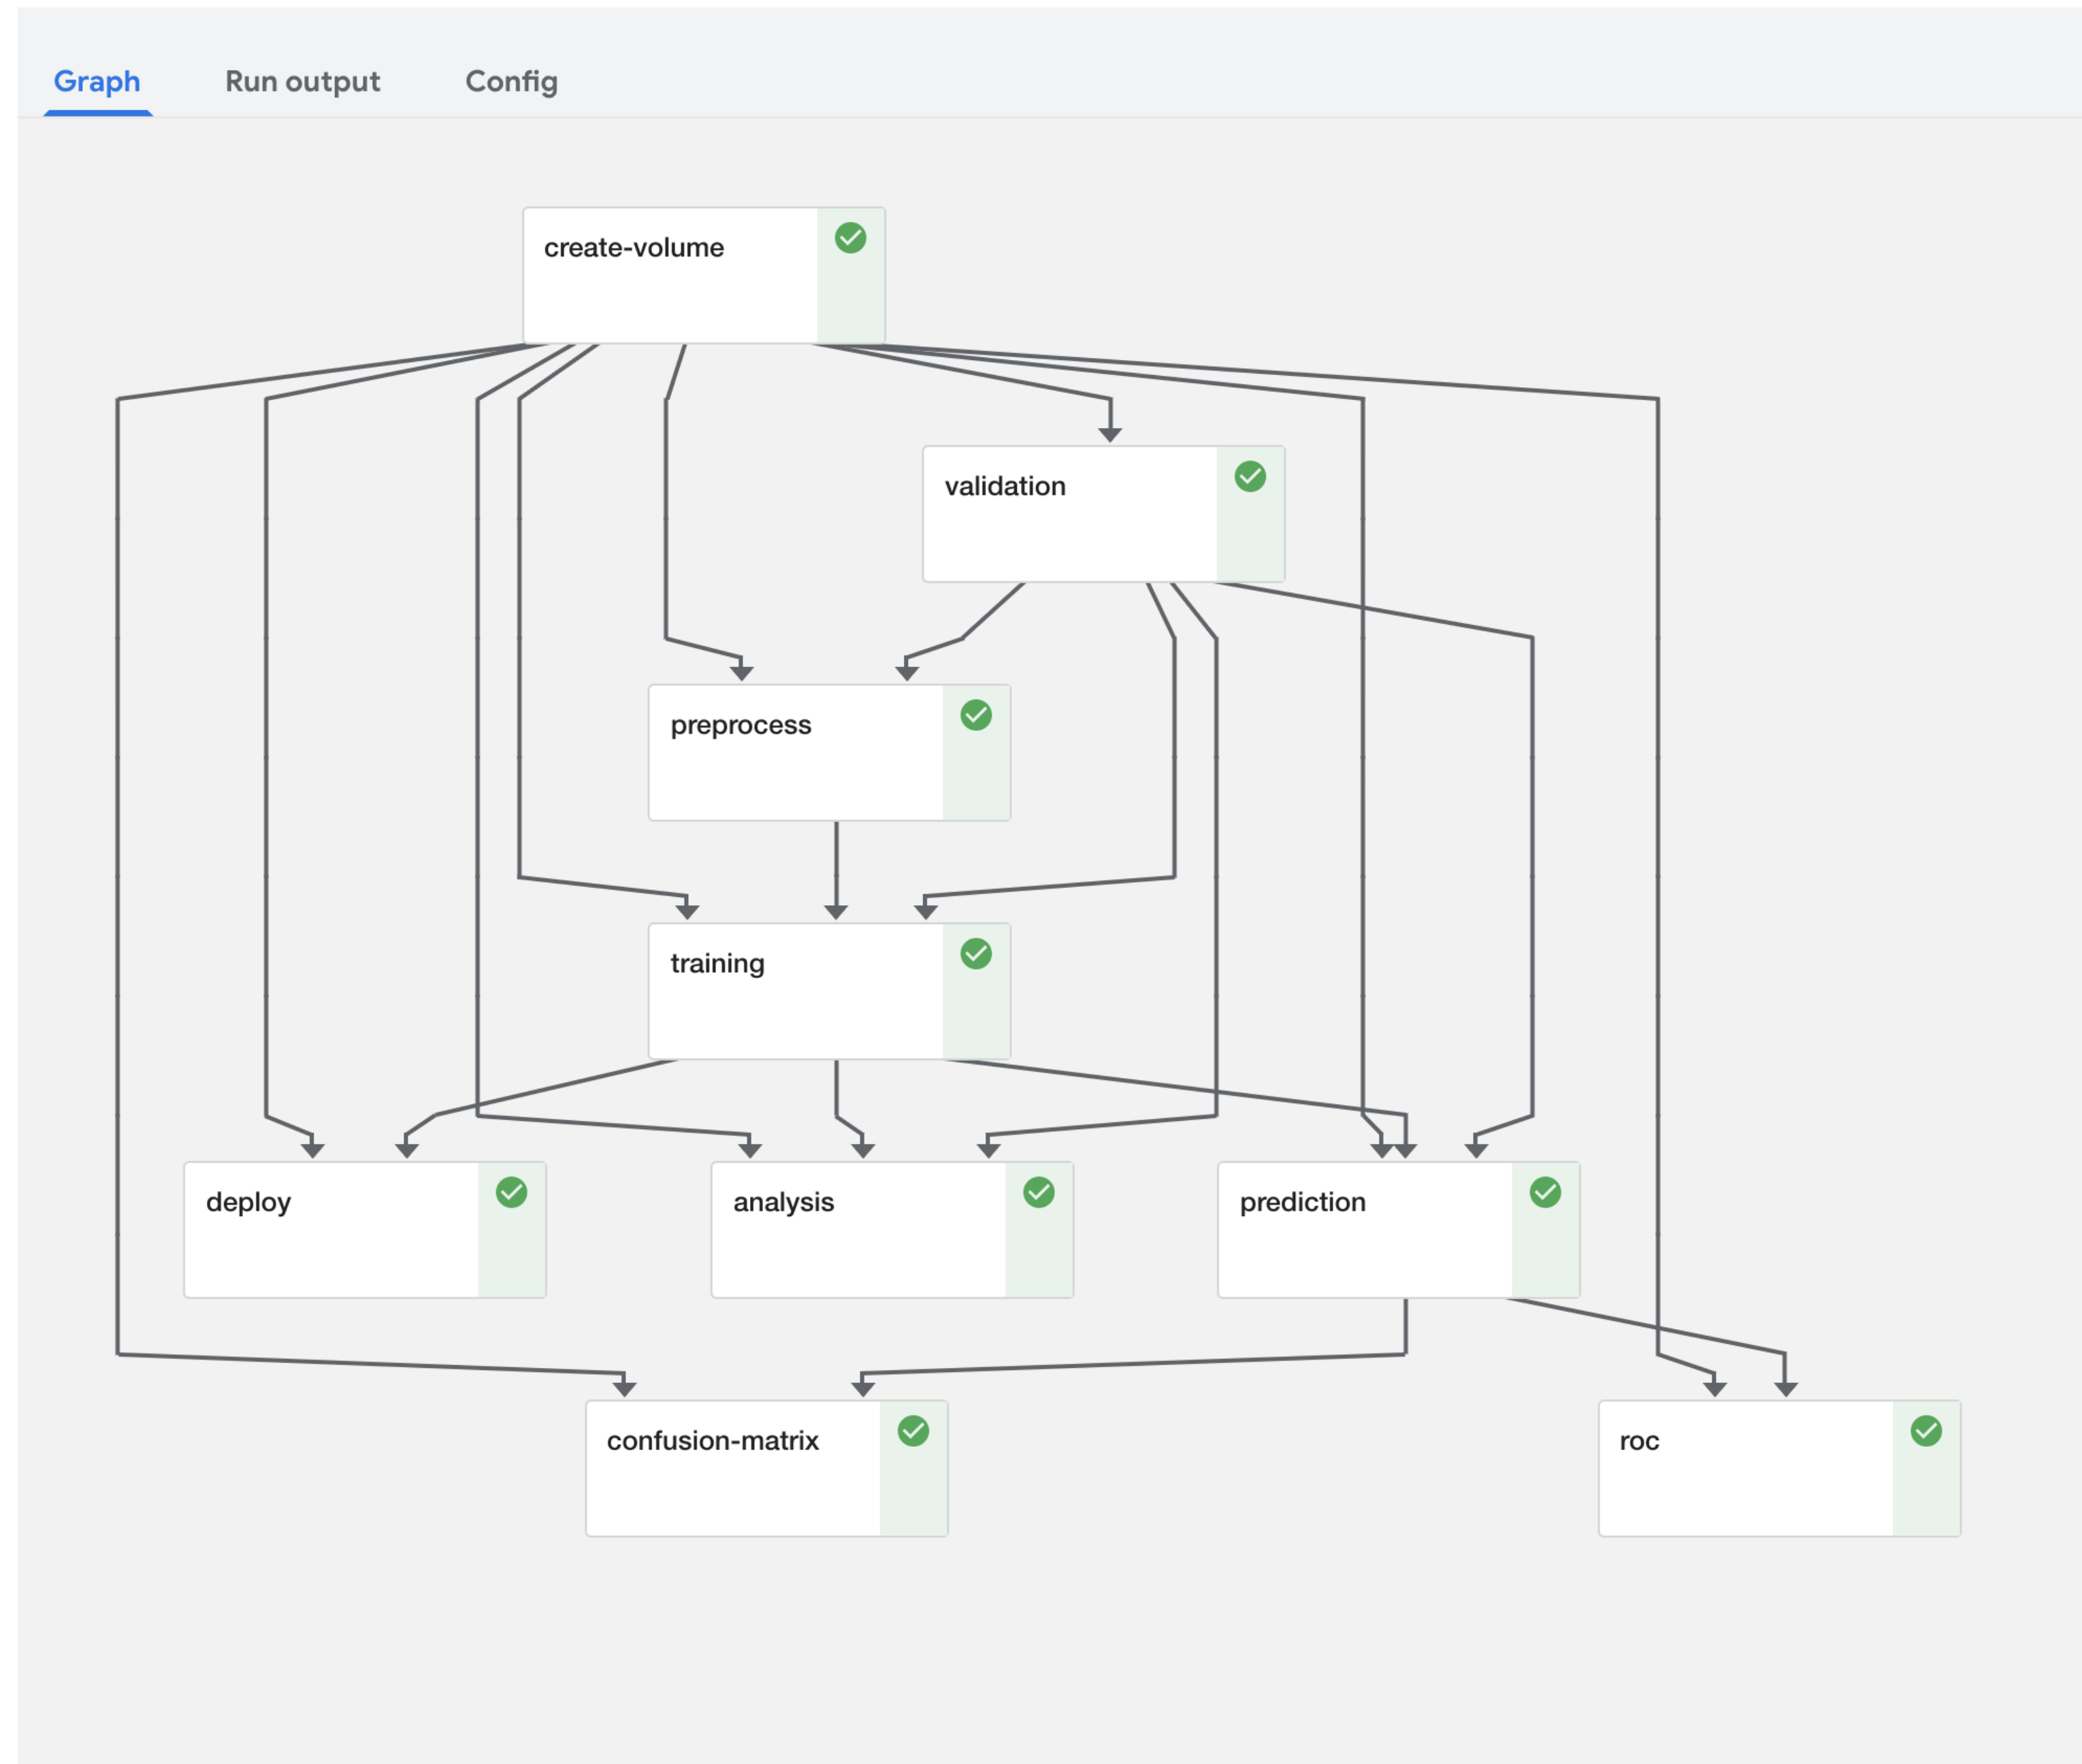 Graph Run output Config
create-volume
validation
preprocess
training
deploy analysis prediction
confusion-matrix roc